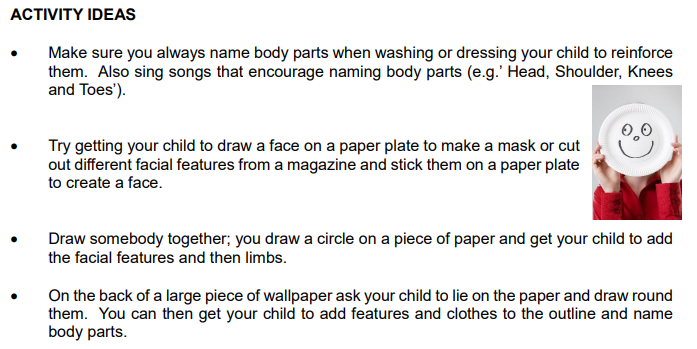 ACTIVITY IDEAS
• Make sure you always name body parts when washing or dressing your child to reinforce
them.  Also sing songs that encourage naming body parts (e.g.’ Head, Shoulder, Knees
and Toes’).
• Try getting your child to draw a face on a paper plate to make a mask or cut
out different facial features from a magazine and stick them on a paper plate
to create a face.
• Draw somebody together; you draw a circle on a piece of paper and get your child to add
the facial features and then limbs.
• On the back of a large piece of wallpaper ask your child to lie on the paper and draw round
them.  You can then get your child to add features and clothes to the outline and name
body parts.